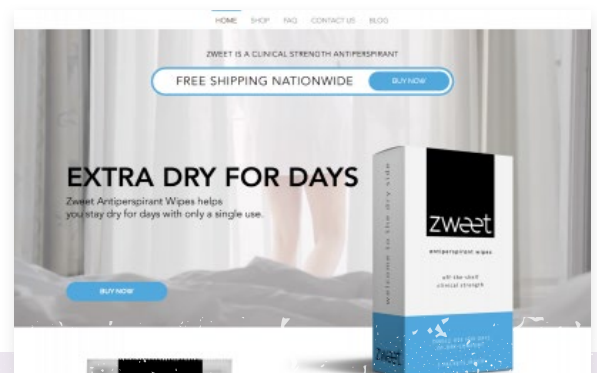 HOME SHOP FAQ CONTACT US BLOG
ZWEET IS A CLINICAL STRENGTH ANTIPERSPIRANT
FREE SHIPPING NATIONWIDE BUY NOW
EXTRA DRY FOR DAYS
Zweet Antiperspirant Wipes helps
you stay dry for days with only a single use.
BUY NOW
welcome to the dry side
zweet
antiperspirant wipes
off the shelf
clinical strength
zweet